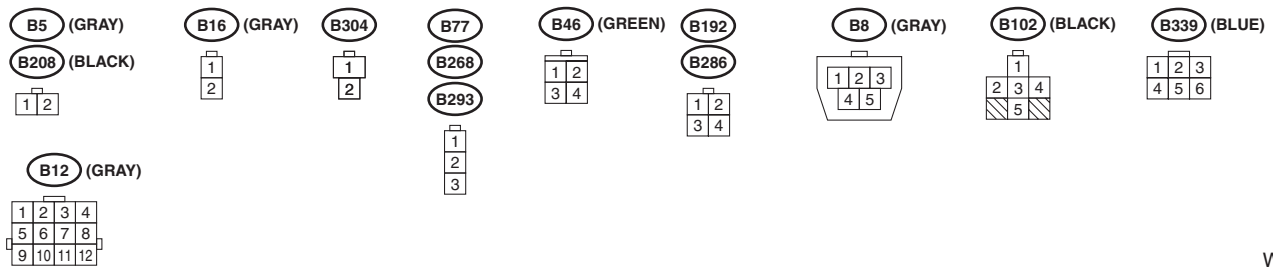 B5 (GRAY) B16 (GRAY) B304 B77 B46 (GREEN) B192 B8 (GRAY) B102 (BLACK) B339 (BLUE)
B208 (BLACK) B268 B286
B293
1 2
1
2
1
2
1
2
3
1 2
3 4
1 2
3 4
1 2 3
4 5
1
2 3 4
5
1 2 3
4 5 6
B12 (GRAY)
1 2 3 4
5 6 7 8
9 10 11 12
W